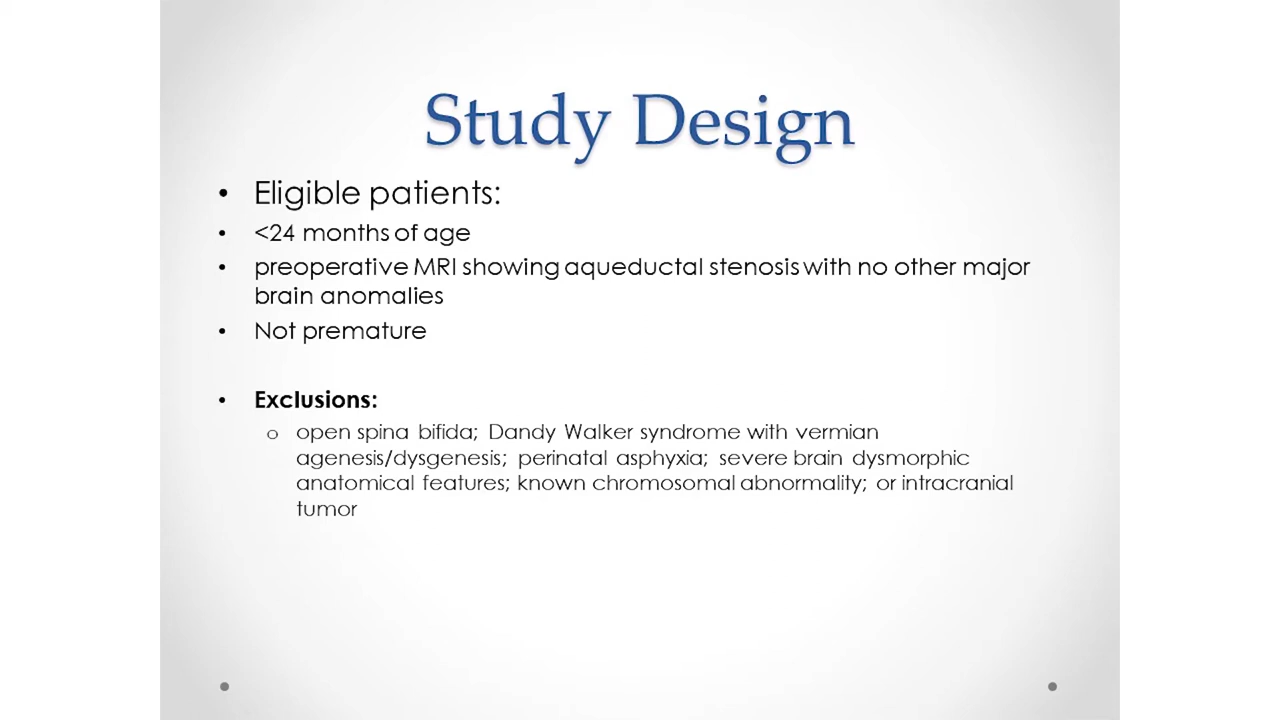 Study Design
• Eligible patients:
• <24 months of age
• preoperative MRI showing aqueductal stenosis with no other major
brain anomalies
• Not premature
• Exclusions:
o open spina bifida; Dandy Walker syndrome with vermian
agenesis/dysgenesis; perinatal asphyxia; severe brain dysmorphic
anatomical features; known chromosomal abnormality; or intracranial
tumor